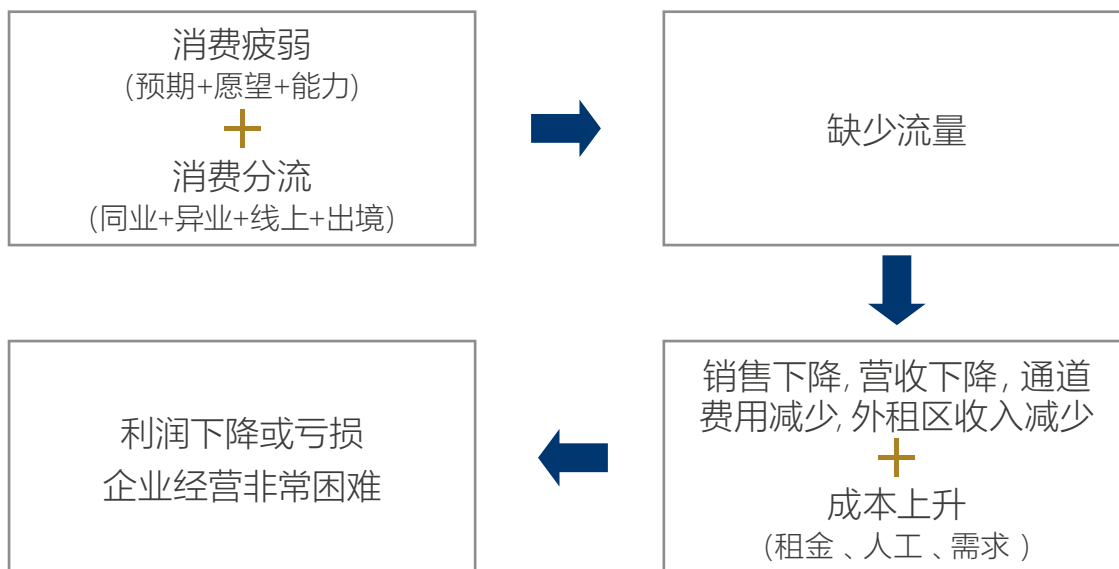 消费疲弱
(预期+愿望+能力)
+
消费分流
(同业+异业+线上+出境)
缺少流量
销售下降, 营收下降, 通道
费用减少, 外租区收入减少
+
成本上升
(租金、人工、需求)
利润下降或亏损
企业经营非常困难